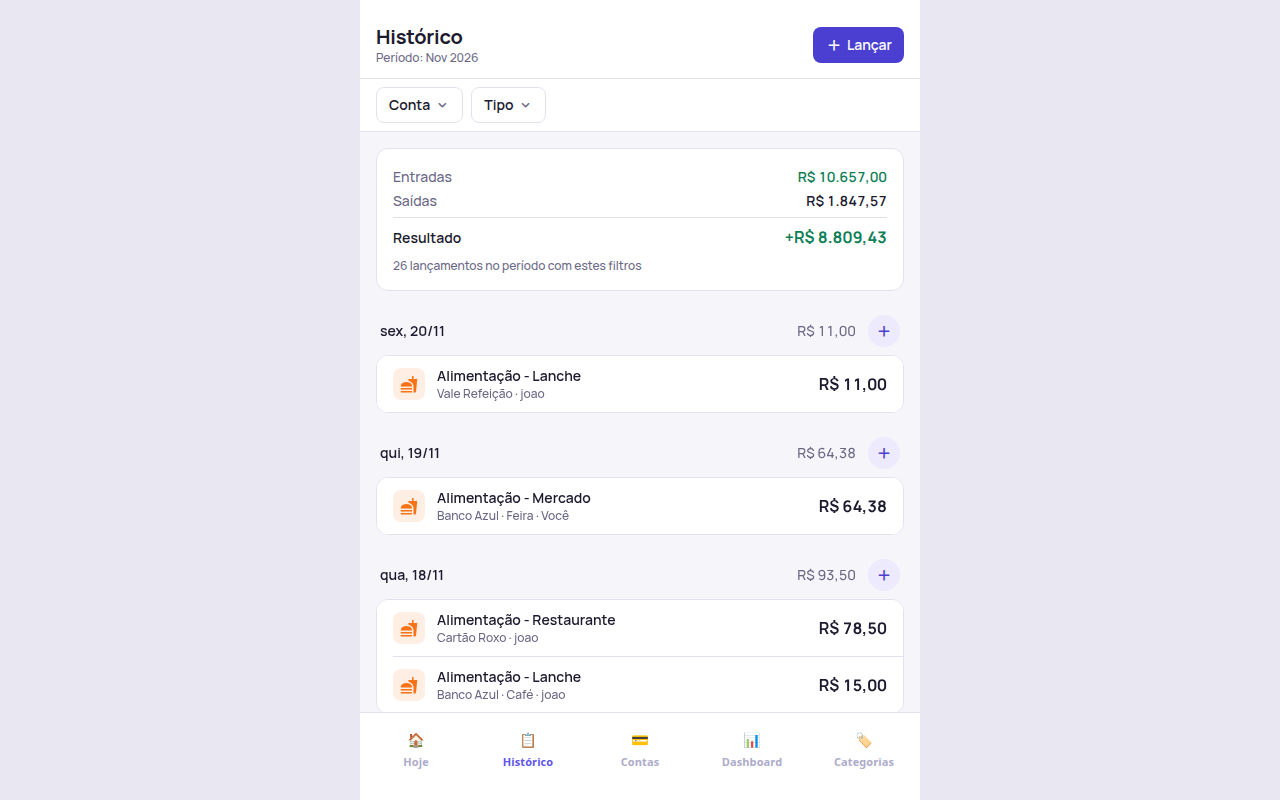 Histórico
Período: Nov 2026
Lançar
Conta
Tipo
Entradas R$ 10.657,00
Saídas R$ 1.847,57
Resultado +R$ 8.809,43
26 lançamentos no período com estes filtros
sex, 20/11 R$ 11,00
Alimentação - Lanche
Vale Refeição · joao
R$ 11,00
qui, 19/11 R$ 64,38
Alimentação - Mercado
Banco Azul · Feira · Você
R$ 64,38
qua, 18/11 R$ 93,50
Alimentação - Restaurante
Cartão Roxo · joao
R$ 78,50
Alimentação - Lanche
Banco Azul · Café · joao
R$ 15,00
Hoje Histórico Contas Dashboard Categorias